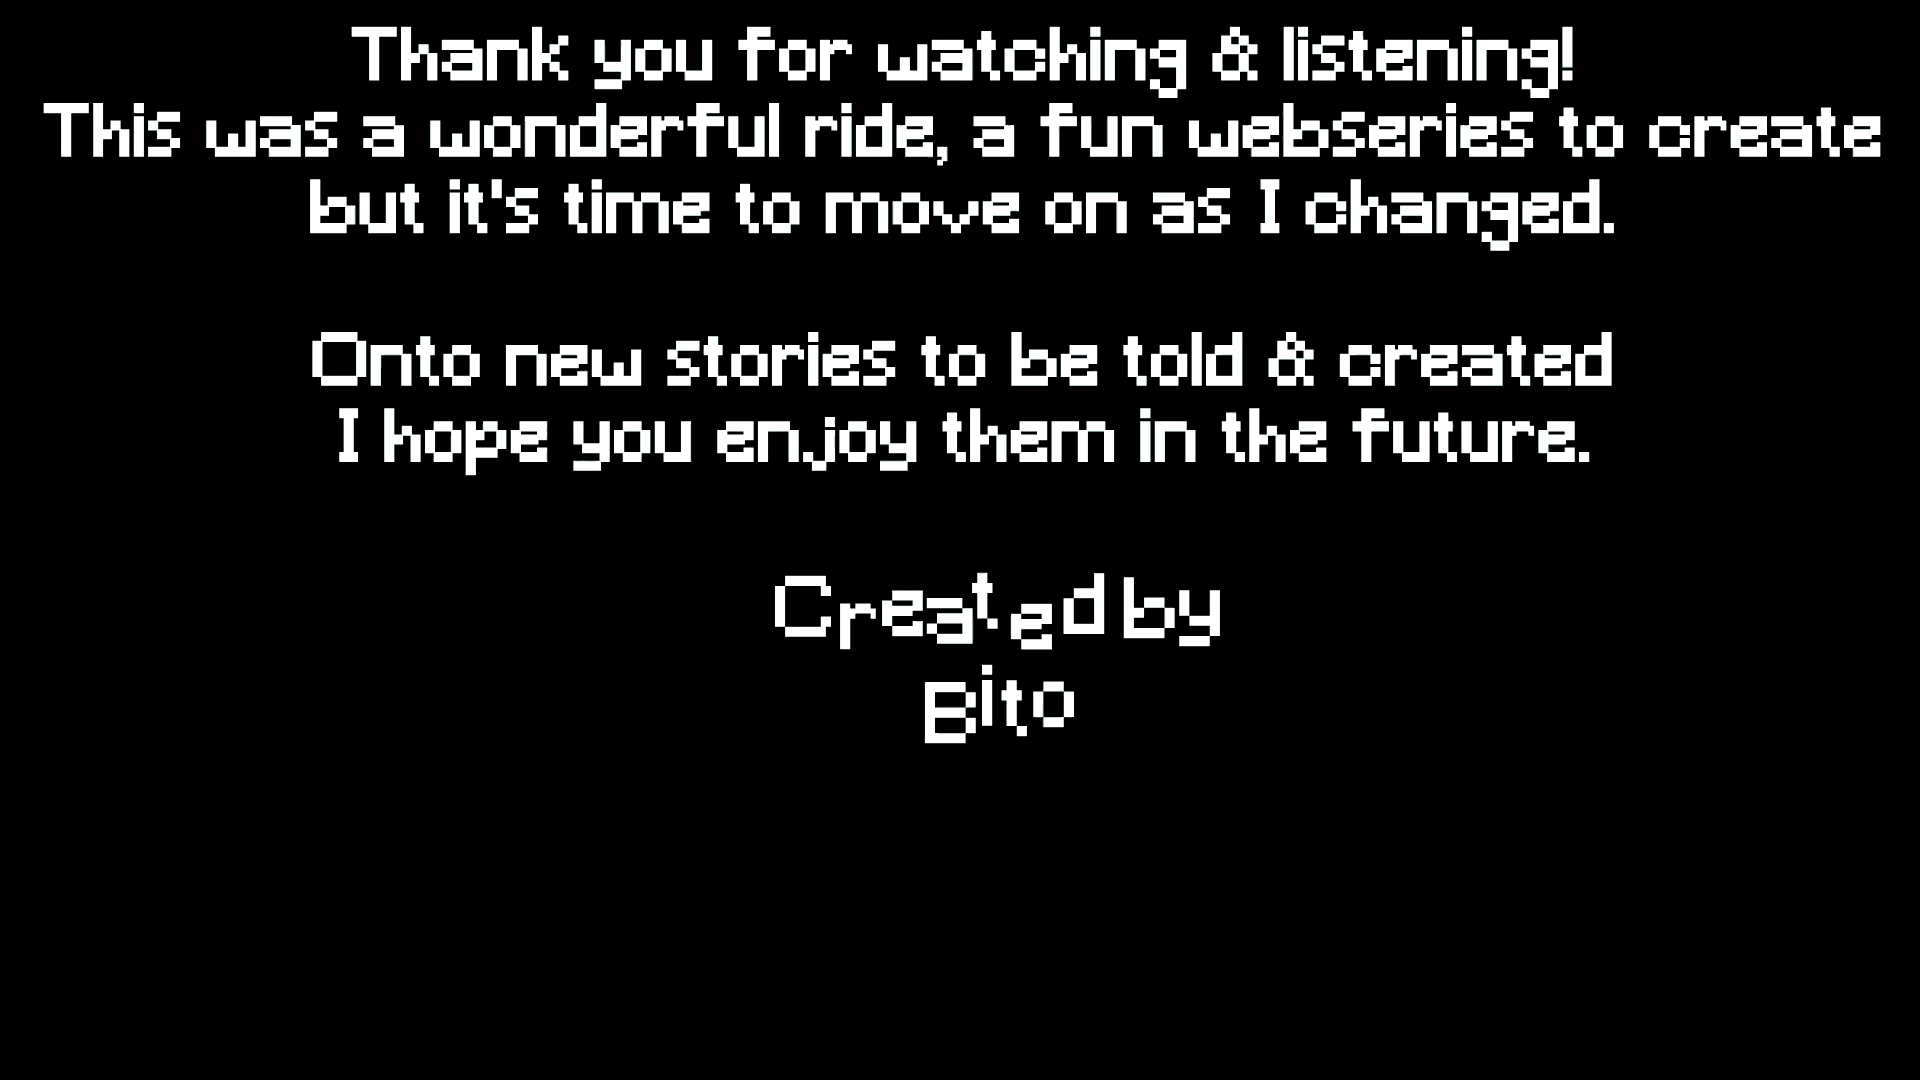 Thank you for watching & listening!
This was a wonderful ride, a fun webseries to create
but it's time to move on as I changed.
Onto new stories to be told & created
I hope you enjoy them in the future.
Created by
Bito